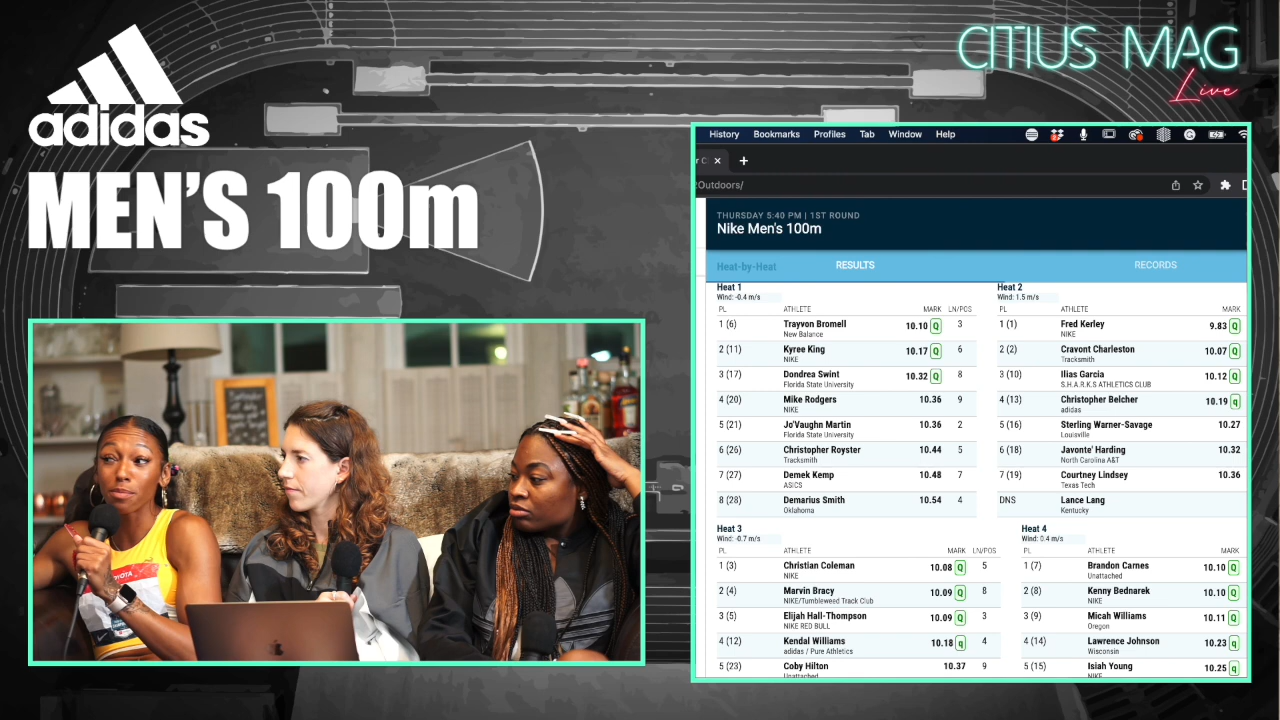 adidas
MEN'S 100m
CITIUS MAG
Live
History Bookmarks Profiles Tab Window Help
Outdoors/
THURSDAY 5:40 PM | 1ST ROUND
Nike Men's 100m
Heat-by-Heat RESULTS RECORDS
Heat 1
Wind: -0.4 m/s
PL ATHLETE MARK LN/POS
1 (6) Trayvon Bromell 10.10 Q 3
New Balance
2 (11) Kyree King 10.17 Q 6
NIKE
3 (17) Dondrea Swint 10.32 Q 8
Florida State University
4 (20) Mike Rodgers 10.36 9
NIKE
5 (21) Jo'Vaughn Martin 10.36 2
Florida State University
6 (26) Christopher Royster 10.44 5
Tracksmith
7 (27) Demek Kemp 10.48 7
ASICS
8 (28) Demarius Smith 10.54 4
Oklahoma
Heat 2
Wind: 1.5 m/s
PL ATHLETE MARK
1 (1) Fred Kerley 9.83 Q
NIKE
2 (2) Cravont Charleston 10.07 Q
Tracksmith
3 (10) Ilias Garcia 10.12 Q
S.H.A.R.K.S ATHLETICS CLUB
4 (13) Christopher Belcher 10.19 q
adidas
5 (16) Sterling Warner-Savage 10.27
Louisville
6 (18) Javonte' Harding 10.32
North Carolina A&T
7 (19) Courtney Lindsey 10.36
Texas Tech
DNS Lance Lang
Kentucky
Heat 3
Wind: -0.7 m/s
PL ATHLETE MARK LN/POS
1 (3) Christian Coleman 10.08 Q 5
NIKE
2 (4) Marvin Bracy 10.09 Q 8
NIKE/Tumbleweed Track Club
3 (5) Elijah Hall-Thompson 10.09 Q 3
NIKE RED BULL
4 (12) Kendal Williams 10.18 q 4
adidas / Pure Athletics
5 (23) Coby Hilton 10.37 9
Unattached
Heat 4
Wind: 0.4 m/s
PL ATHLETE MARK
1 (7) Brandon Carnes 10.10 Q
Unattached
2 (8) Kenny Bednarek 10.10 Q
NIKE
3 (9) Micah Williams 10.11 Q
Oregon
4 (14) Lawrence Johnson 10.23 q
Wisconsin
5 (15) Isiah Young 10.25 q
NIKE